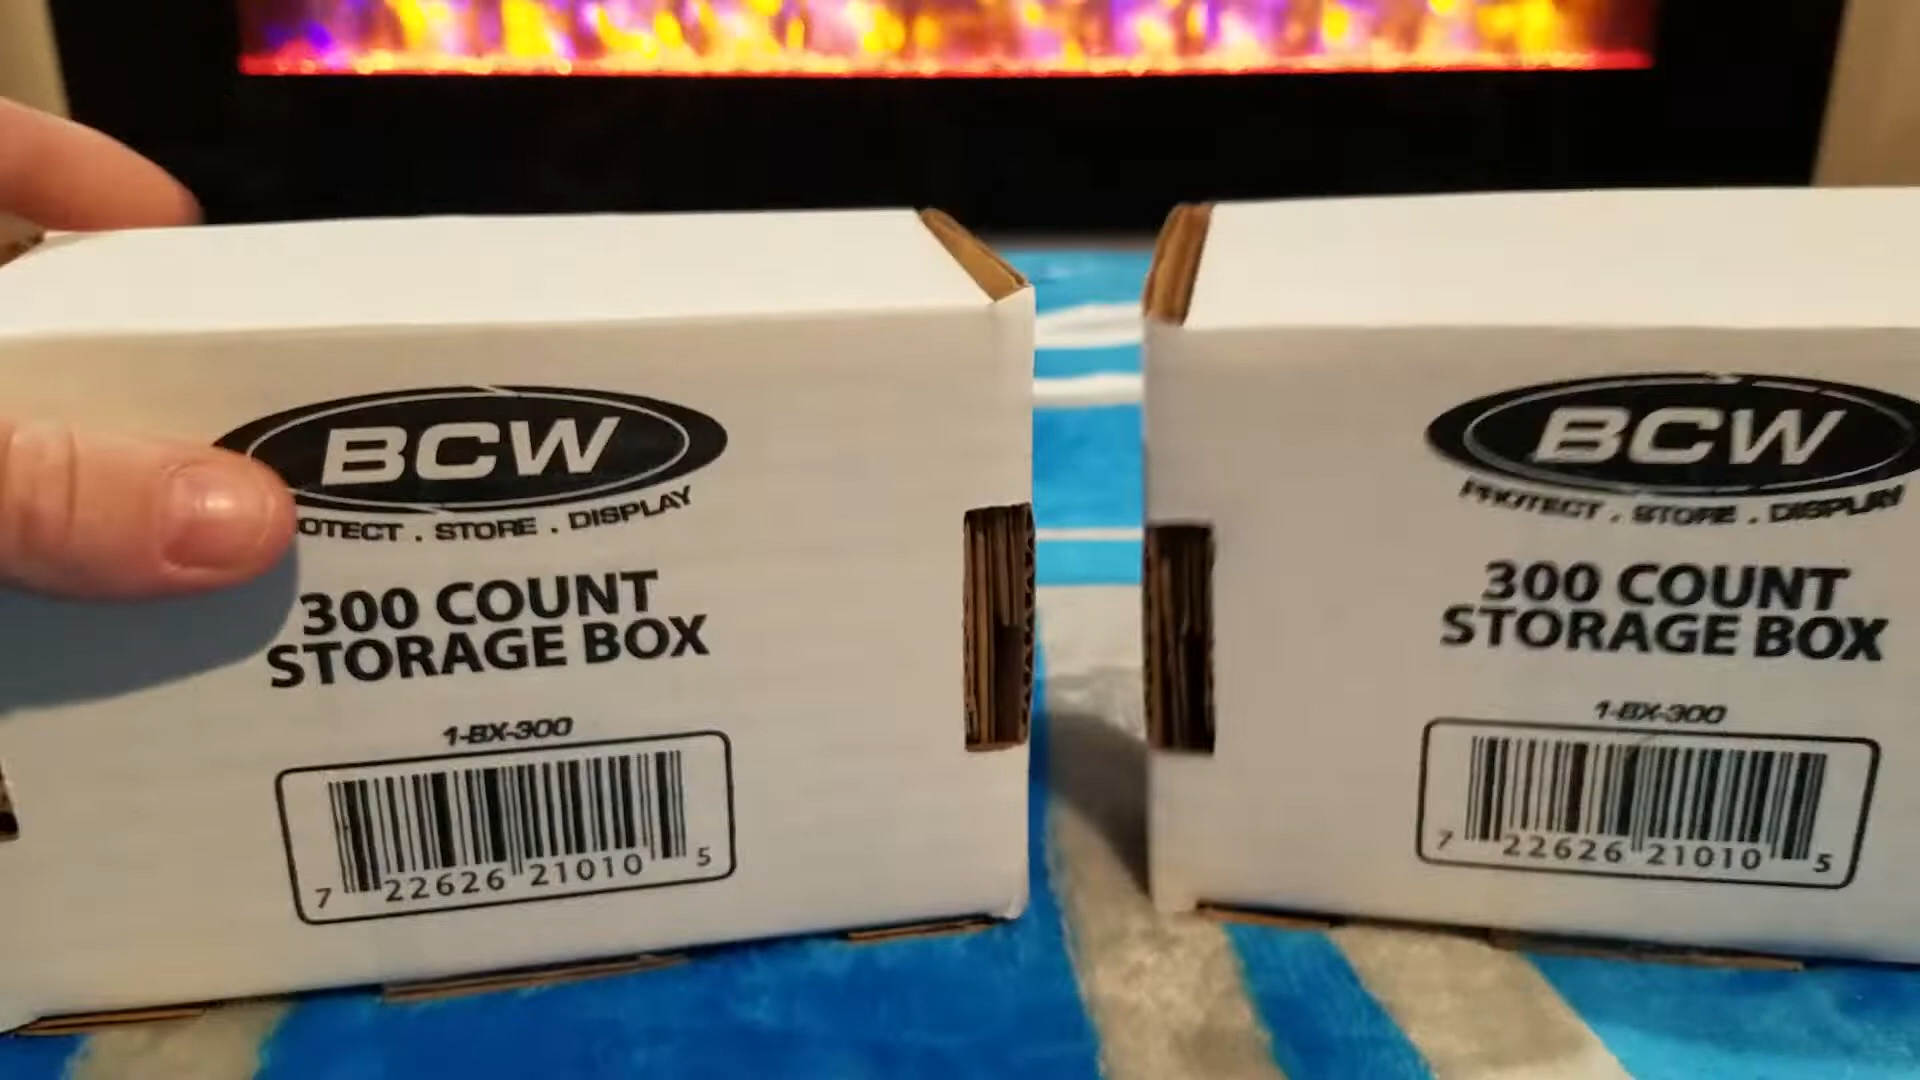 BCW
OTECT . STORE . DISPLAY
300 COUNT
STORAGE BOX
1-BX-300
7 22626 21010 5
BCW
PROTECT . STORE . DISPLAY
300 COUNT
STORAGE BOX
1-BX-300
7 22626 21010 5